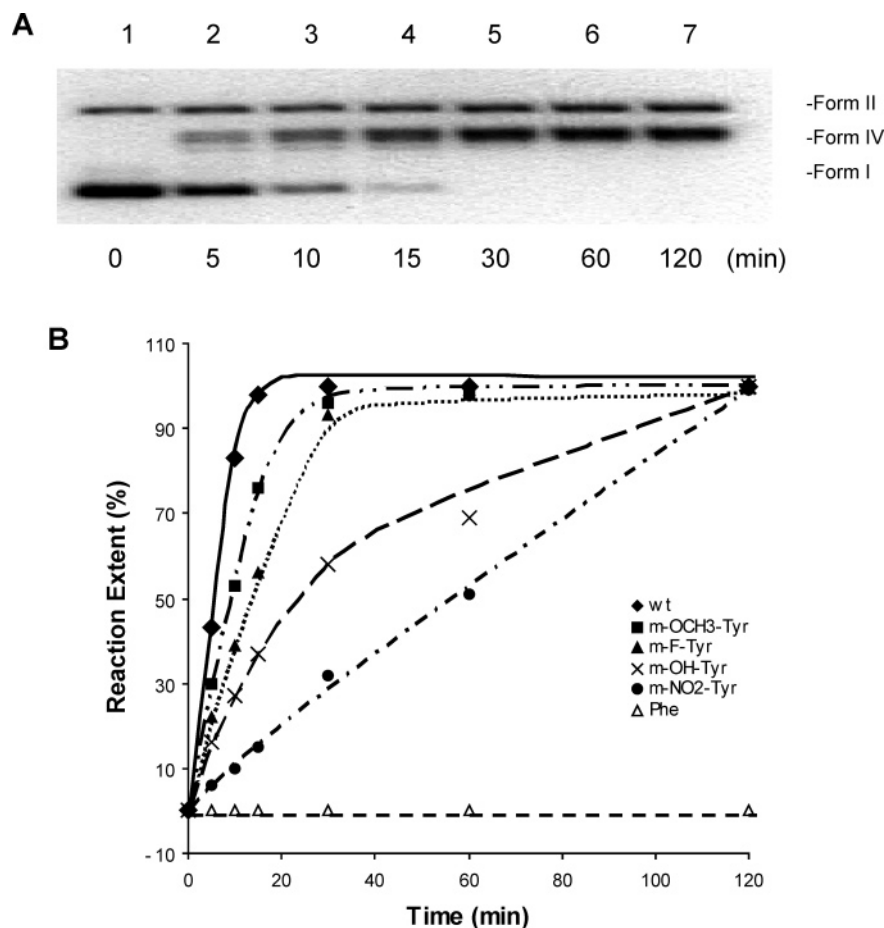 A
1 2 3 4 5 6 7
-Form II
-Form IV
-Form I
0 5 10 15 30 60 120 (min)
B
110
90
70
50
30
10
-10
Reaction Extent (%)
wt
m-OCH3-Tyr
m-F-Tyr
m-OH-Tyr
m-NO2-Tyr
Phe
0 20 40 60 80 100 120
Time (min)